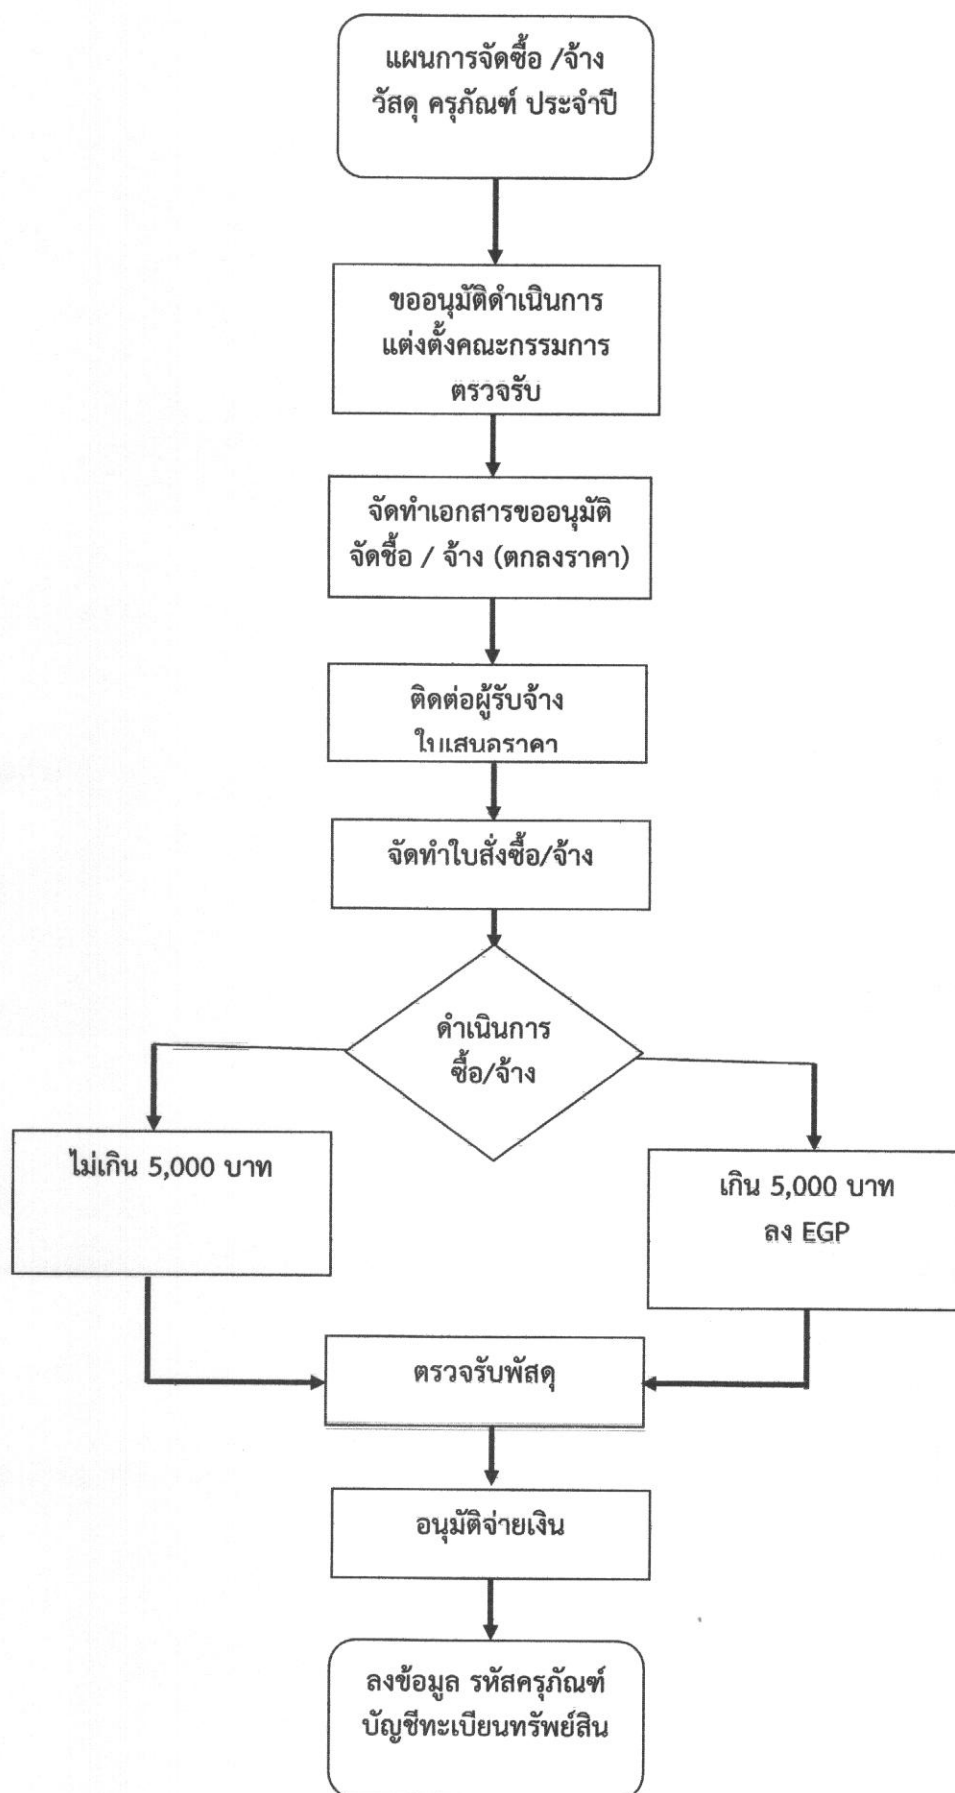 แผนการจัดซื้อ /จ้าง
วัสดุ ครุภัณฑ์ ประจำปี
ขออนุมัติดำเนินการ
แต่งตั้งคณะกรรมการ
ตรวจรับ
จัดทำเอกสารขออนุมัติ
จัดซื้อ / จ้าง (ตกลงราคา)
ติดต่อผู้รับจ้าง
ใบเสนอราคา
จัดทำใบสั่งซื้อ/จ้าง
ดำเนินการ
ซื้อ/จ้าง
ไม่เกิน 5,000 บาท
เกิน 5,000 บาท
ลง EGP
ตรวจรับพัสดุ
อนุมัติจ่ายเงิน
ลงข้อมูล รหัสครุภัณฑ์
บัญชีทะเบียนทรัพย์สิน